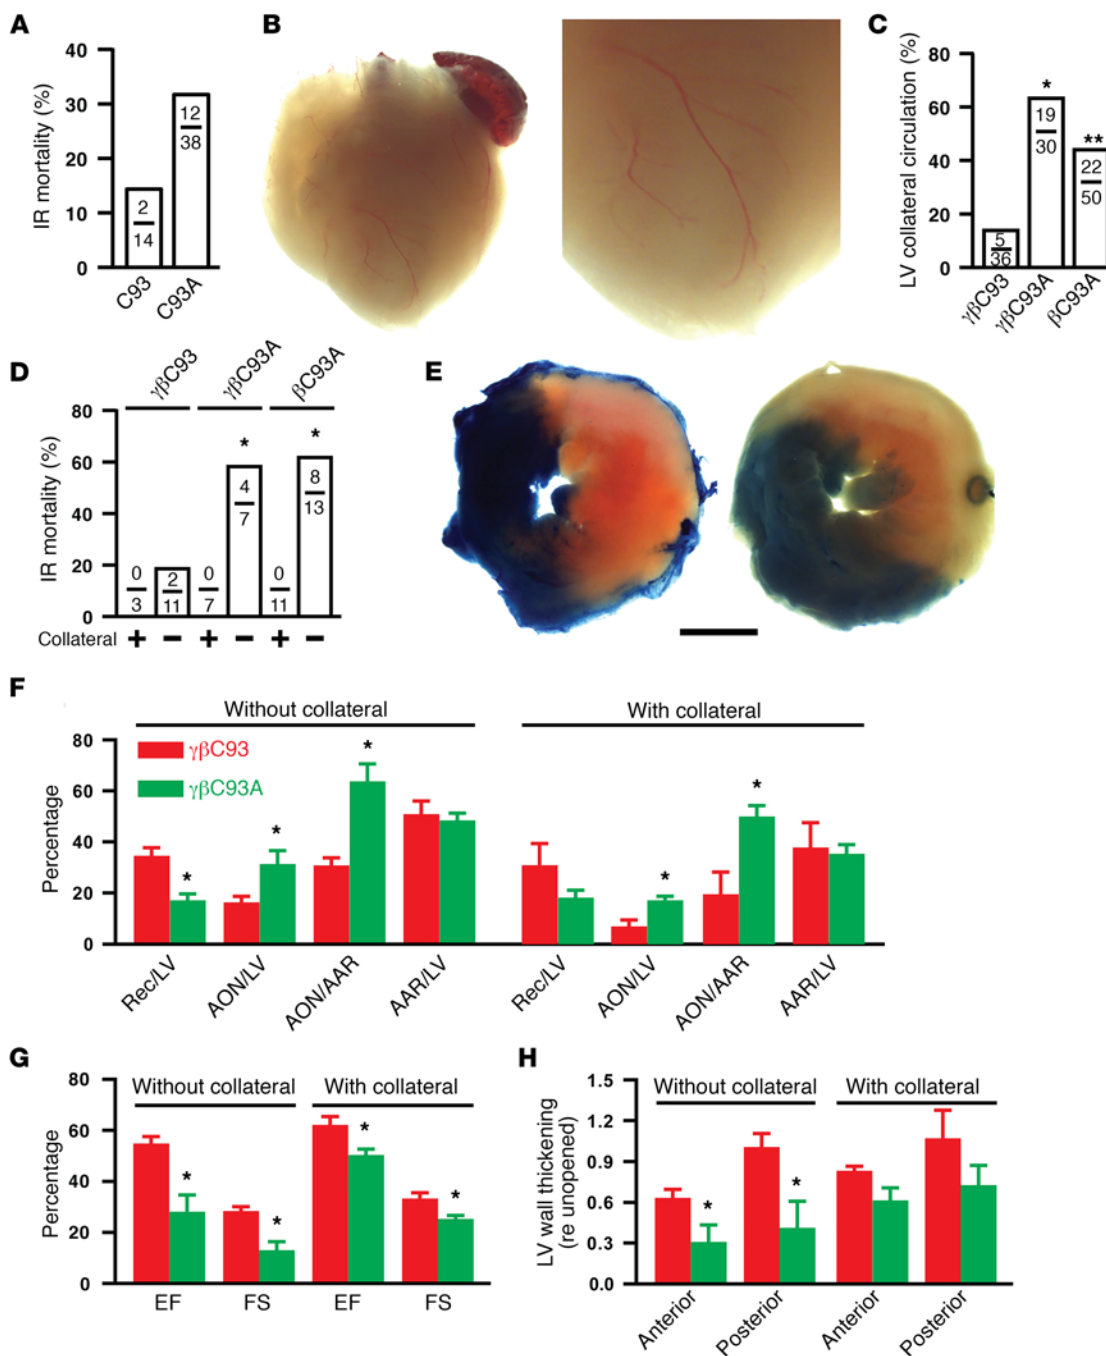 A
IR mortality (%)
40
30
20
10
0
2
14
12
38
C93
C93A
B
C
LV collateral circulation (%)
80
60
40
20
0
*
**
5
36
19
30
22
50
γβC93
γβC93A
βC93A
D
γβC93
γβC93A
βC93A
IR mortality (%)
80
60
40
20
0
*
*
0
3
2
11
0
7
4
7
0
11
8
13
Collateral + − + − + −
E
F
Without collateral
With collateral
γβC93
γβC93A
Percentage
80
60
40
20
0
* * * * *
Rec/LV
AON/LV
AON/AAR
AAR/LV
Rec/LV
AON/LV
AON/AAR
AAR/LV
G
Without collateral
With collateral
Percentage
80
60
40
20
0
* * * *
EF FS EF FS
H
Without collateral
With collateral
LV wall thickening
(re unopened)
1.5
1.2
0.9
0.6
0.3
0.0
* *
Anterior
Posterior
Anterior
Posterior